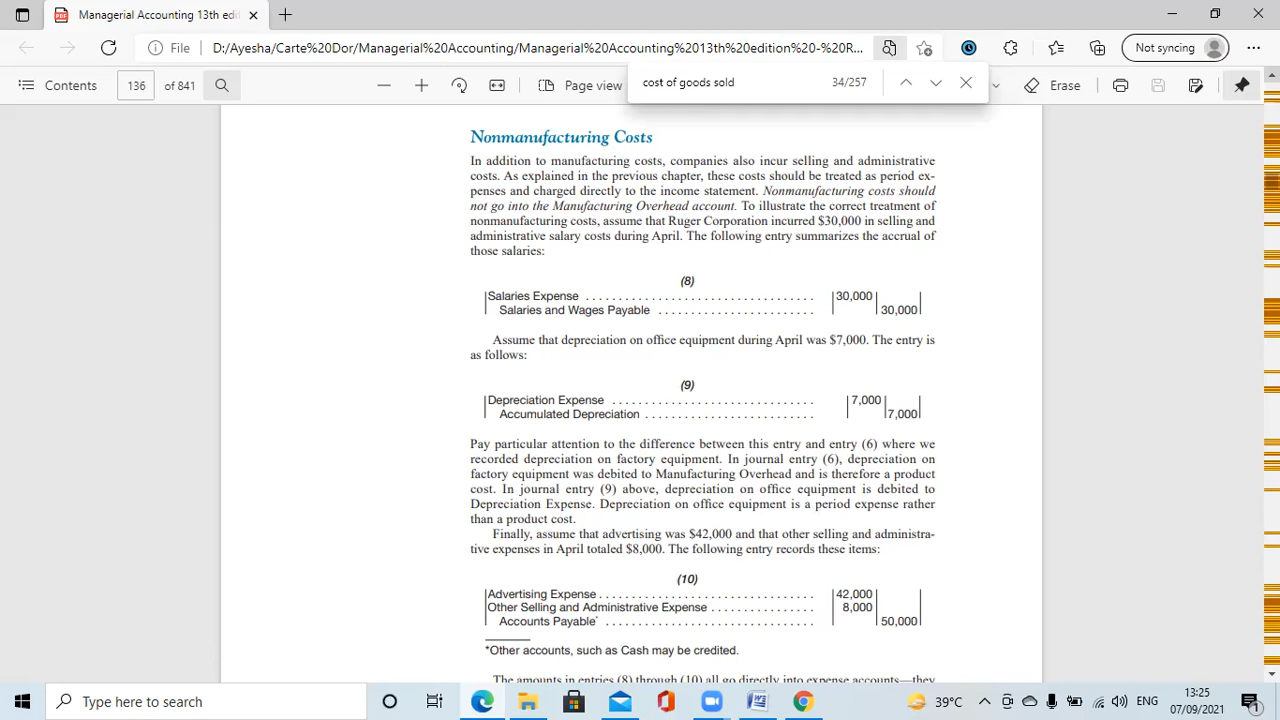 Managerial Accounting 13th edi
File
D:/Ayesha/Carte%20Dor/Managerial%20Accounting/Managerial%20Accounting%2013th%20edition%20-%20R...
Not syncing
Contents
136
of 841
Page view
cost of goods sold
34/257
Erase
Nonmanufacturing Costs
In addition to manufacturing costs, companies also incur selling and administrative
costs. As explained in the previous chapter, these costs should be treated as period ex-
penses and charged directly to the income statement. Nonmanufacturing costs should
not go into the Manufacturing Overhead account. To illustrate the correct treatment of
nonmanufacturing costs, assume that Ruger Corporation incurred $30,000 in selling and
administrative salary costs during April. The following entry summarizes the accrual of
those salaries:
(8)
Salaries Expense . . . . . . . . . . . . . . . . . . . . . . . . . . . . . . . . . . . 30,000
Salaries and Wages Payable . . . . . . . . . . . . . . . . . . . . . . . . 30,000
Assume that depreciation on office equipment during April was $7,000. The entry is
as follows:
(9)
Depreciation Expense . . . . . . . . . . . . . . . . . . . . . . . . . . . . . . . 7,000
Accumulated Depreciation . . . . . . . . . . . . . . . . . . . . . . . . . . 7,000
Pay particular attention to the difference between this entry and entry (6) where we
recorded depreciation on factory equipment. In journal entry (6), depreciation on
factory equipment was debited to Manufacturing Overhead and is therefore a product
cost. In journal entry (9) above, depreciation on office equipment is debited to
Depreciation Expense. Depreciation on office equipment is a period expense rather
than a product cost.
Finally, assume that advertising was $42,000 and that other selling and administra-
tive expenses in April totaled $8,000. The following entry records these items:
(10)
Advertising Expense . . . . . . . . . . . . . . . . . . . . . . . . . . . . . . . . . 42,000
Other Selling and Administrative Expense . . . . . . . . . . . . . . . . 8,000
Accounts Payable* . . . . . . . . . . . . . . . . . . . . . . . . . . . . . . . . 50,000
*Other accounts, such as Cash may be credited.
The amounts in entries (8) through (10) all go directly into expense accounts—they
Type here to search
39°C
ENG
13:25
07/09/2021